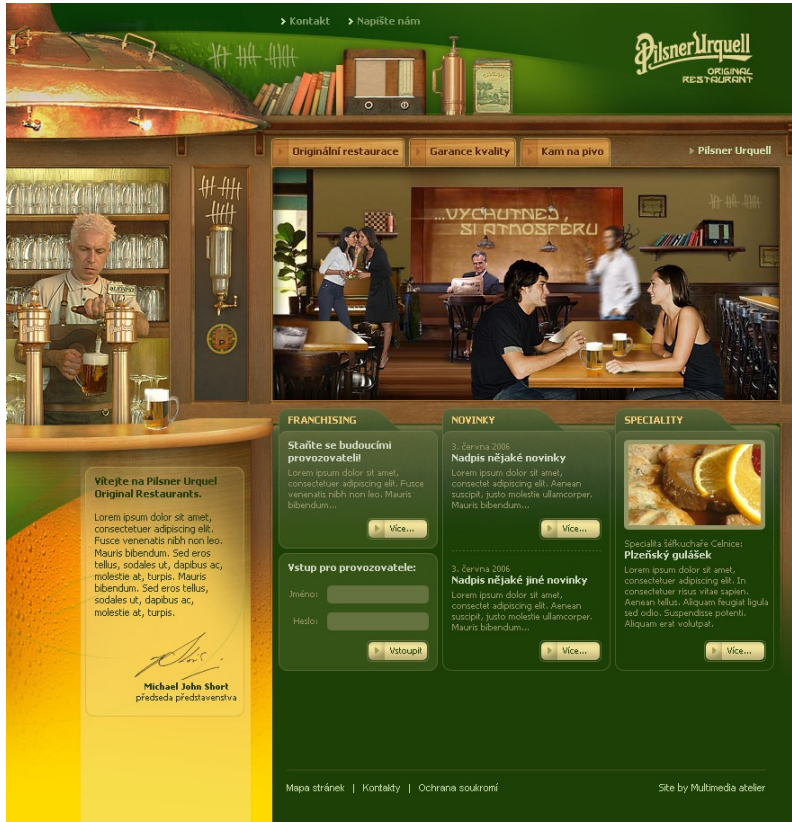 Kontakt
Napište nám
Pilsner Urquell
ORIGINAL
RESTAURANT
Originální restaurace
Garance kvality
Kam na pivo
Pilsner Urquell
...VYCHUTNEJ,
SI ATMOSFÉRU
FRANCHISING
Staňte se budoucími
provozovateli!
Lorem ipsum dolor sit amet,
consectetuer adipiscing elit. Fusce
venenatis nibh non leo. Mauris
bibendum...
Více...
Vstup pro provozovatele:
Jméno:
Heslo:
Vstoupit
NOVINKY
3. června 2006
Nadpis nějaké novinky
Lorem ipsum dolor sit amet,
consectet adipiscing elit. Aenean
suscipit, justo molestie ullamcorper.
Mauris bibendum...
Více...
3. června 2006
Nadpis nějaké jiné novinky
Lorem ipsum dolor sit amet,
consectet adipiscing elit. Aenean
suscipit, justo molestie ullamcorper.
Mauris bibendum...
Více...
SPECIALITY
Specialita šéfkuchaře Celnice:
Plzeňský gulášek
Lorem ipsum dolor sit amet,
consectetuer adipiscing elit. In
consectetuer risus vitae sapien.
Aenean tellus. Aliquam feugiat ligula
sed odio. Suspendisse potenti.
Aliquam erat volutpat.
Více...
Vítejte na Pilsner Urquel
Original Restaurants.
Lorem ipsum dolor sit amet,
consectetuer adipiscing elit.
Fusce venenatis nibh non leo.
Mauris bibendum. Sed eros
tellus, sodales ut, dapibus ac,
molestie at, turpis. Mauris
bibendum. Sed eros tellus,
sodales ut, dapibus ac,
molestie at, turpis.
Michael John Short
předseda představenstva
Mapa stránek | Kontakty | Ochrana soukromí
Site by Multimedia atelier